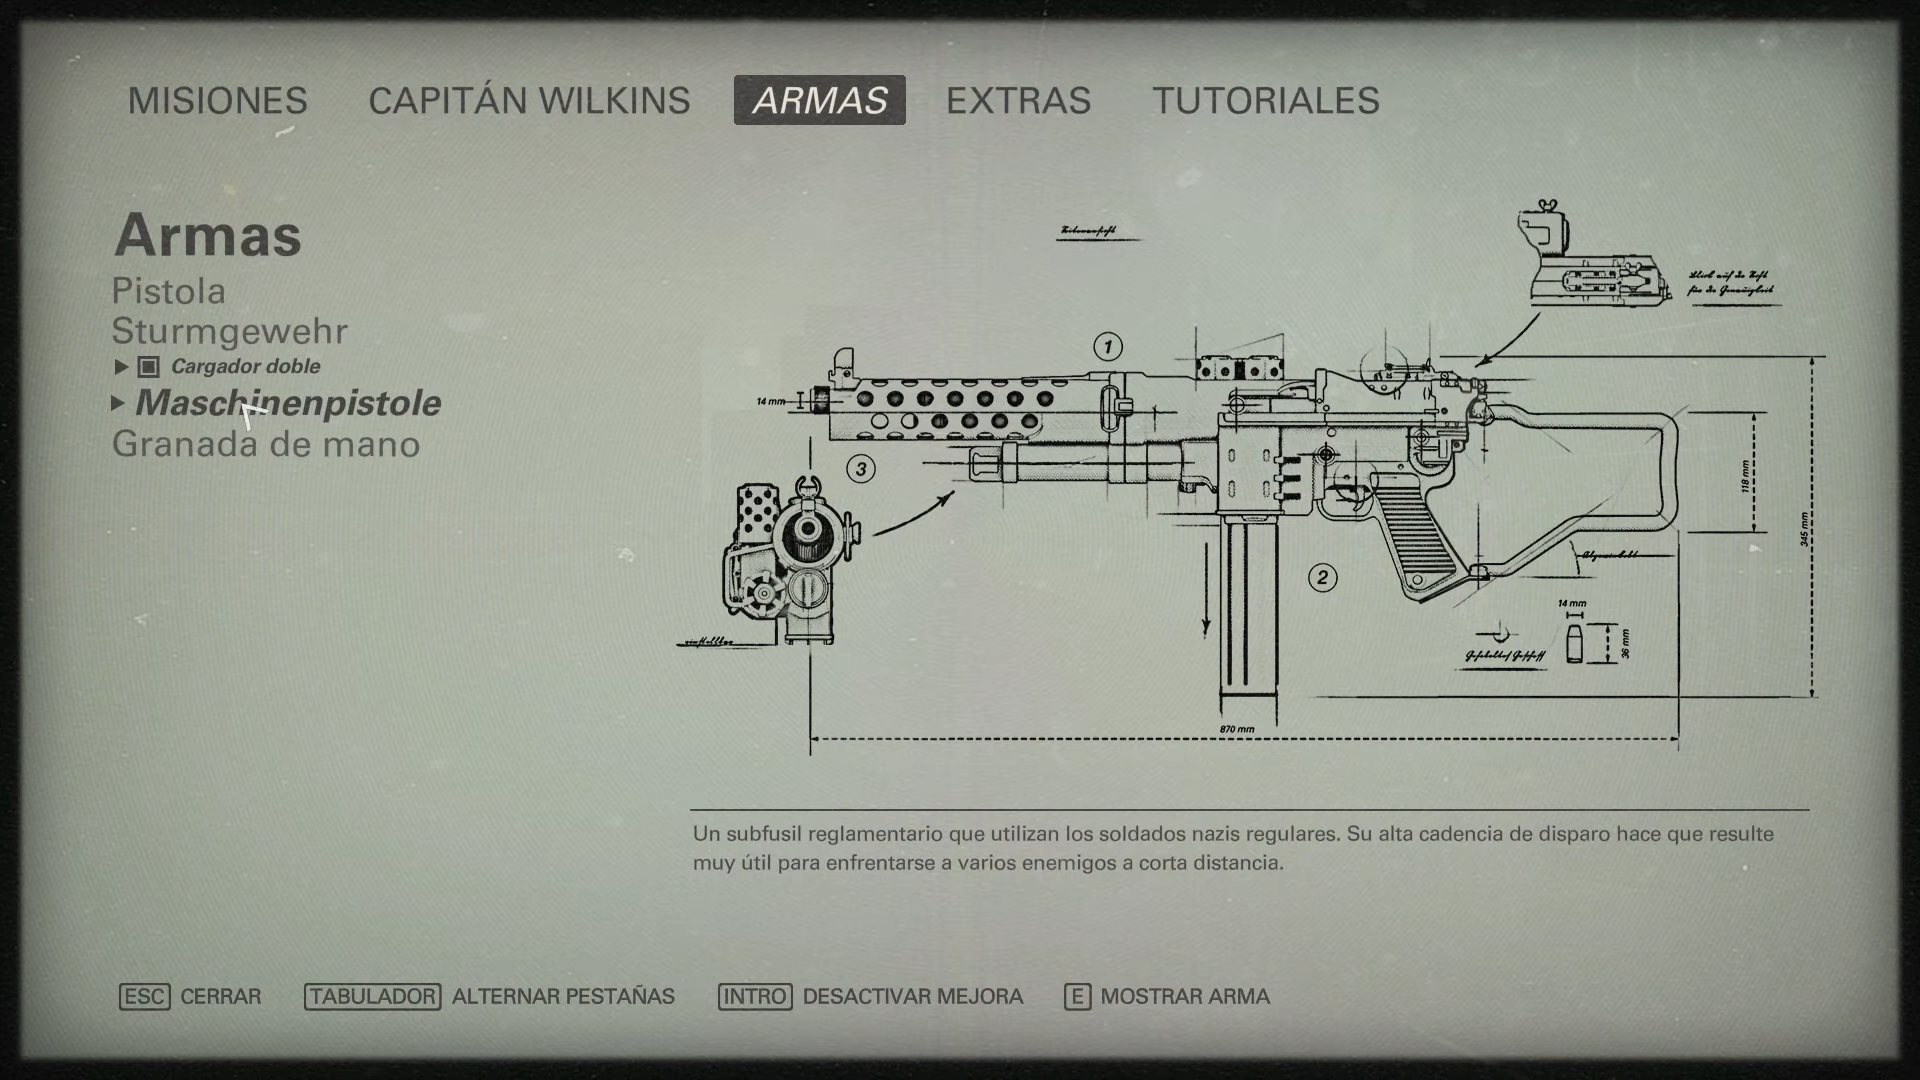 MISIONES CAPITÁN WILKINS ARMAS EXTRAS TUTORIALES
Armas
Pistola
Sturmgewehr
Cargador doble
Maschinenpistole
Granada de mano
1
14 mm
3
2
118 mm
345 mm
14 mm
36 mm
870 mm
Un subfusil reglamentario que utilizan los soldados nazis regulares. Su alta cadencia de disparo hace que resulte
muy útil para enfrentarse a varios enemigos a corta distancia.
ESC CERRAR TABULADOR ALTERNAR PESTAÑAS INTRO DESACTIVAR MEJORA E MOSTRAR ARMA